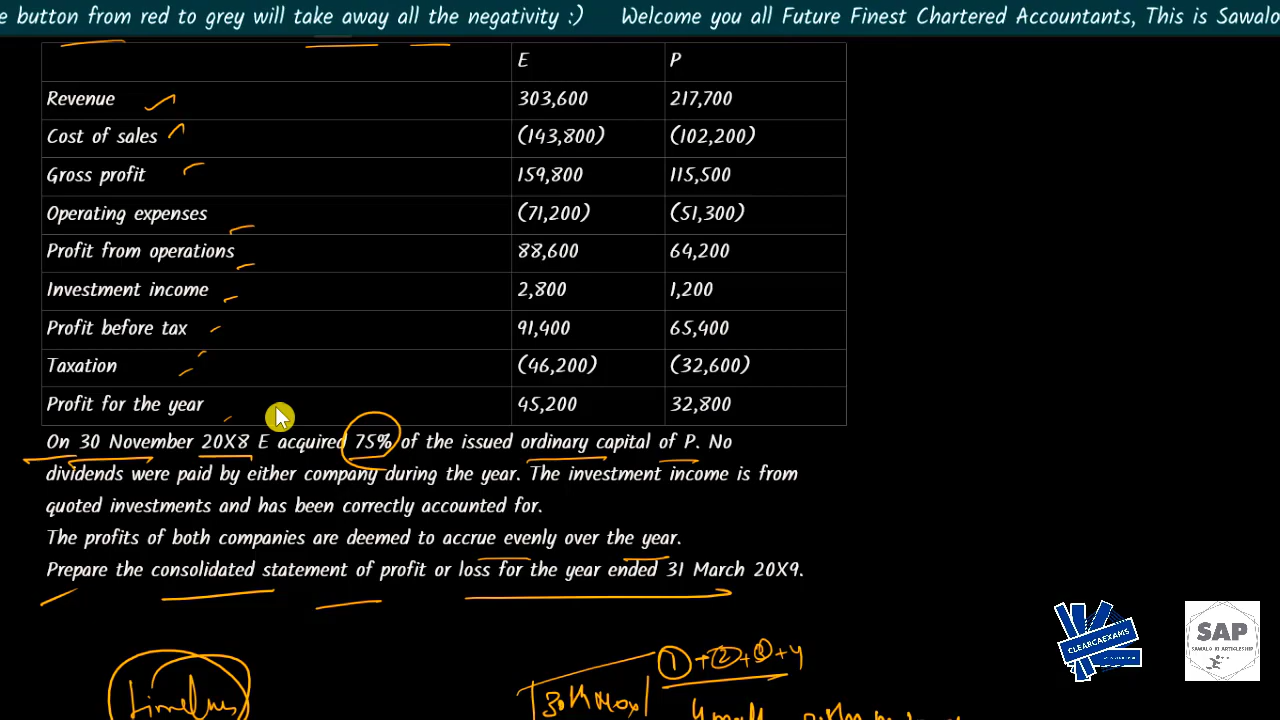 e button from red to grey will take away all the negativity :) Welcome you all Future Finest Chartered Accountants, This is Sawalo
E P
Revenue 303,600 217,700
Cost of sales (143,800) (102,200)
Gross profit 159,800 115,500
Operating expenses (71,200) (51,300)
Profit from operations 88,600 64,200
Investment income 2,800 1,200
Profit before tax 91,400 65,400
Taxation (46,200) (32,600)
Profit for the year 45,200 32,800
On 30 November 20X8 E acquired 75% of the issued ordinary capital of P. No
dividends were paid by either company during the year. The investment income is from
quoted investments and has been correctly accounted for.
The profits of both companies are deemed to accrue evenly over the year.
Prepare the consolidated statement of profit or loss for the year ended 31 March 20X9.
CLEARCAEXAMS
SAP
SAWALO KI ARTICLESHIP
1+2+3+4